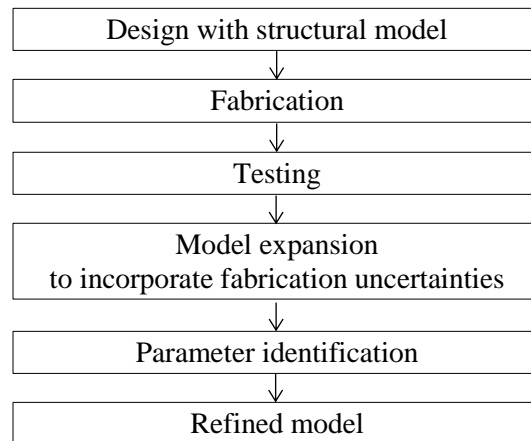 Design with structural model
Fabrication
Testing
Model expansion
to incorporate fabrication uncertainties
Parameter identification
Refined model